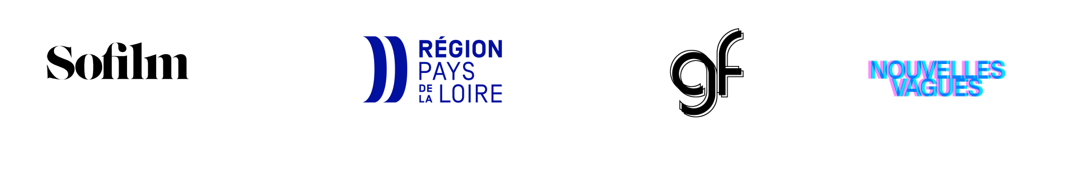 Sofilm
RÉGION
PAYS
DE LA LOIRE
gf
NOUVELLES
VAGUES